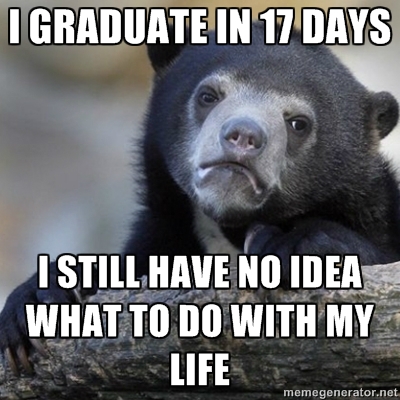 I GRADUATE IN 17 DAYS
I STILL HAVE NO IDEA
WHAT TO DO WITH MY
LIFE
memegenerator.net